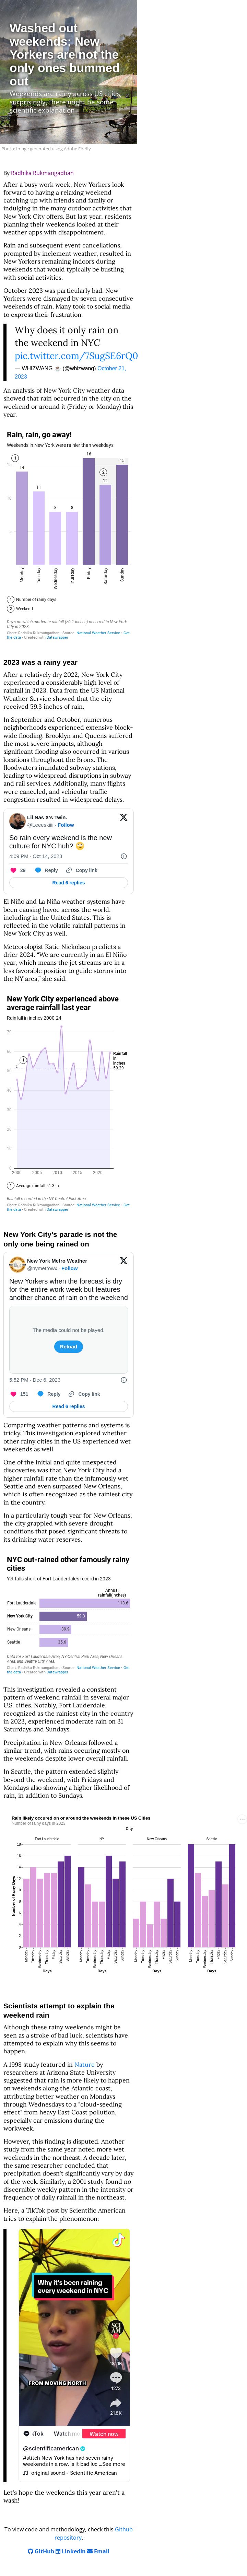 Washed out
weekends: New
Yorkers are not the
only ones bummed
out
Weekends are rainy across US cities,
surprisingly, there might be some
scientific explanation.
Photo: Image generated using Adobe Firefly
By Radhika Rukmangadhan
After a busy work week, New Yorkers look
forward to having a relaxing weekend
catching up with friends and family or
indulging in the many outdoor activities that
New York City offers. But last year, residents
planning their weekends looked at their
weather apps with disappointment.
Rain and subsequent event cancellations,
prompted by inclement weather, resulted in
New Yorkers remaining indoors during
weekends that would typically be bustling
with social activities.
October 2023 was particularly bad. New
Yorkers were dismayed by seven consecutive
weekends of rain. Many took to social media
to express their frustration.
Why does it only rain on
the weekend in NYC
pic.twitter.com/7SugSE6rQ0
— WHIZWANG ☕ (@whizwang) October 21,
2023
An analysis of New York City weather data
showed that rain occurred in the city on the
weekend or around it (Friday or Monday) this
year.
Rain, rain, go away!
Weekends in New York were rainier than weekdays
15
10
5
1
14
11
8
8
16
2
12
15
Monday
Tuesday
Wednesday
Thursday
Friday
Saturday
Sunday
1 Number of rainy days
2 Weekend
Days on which moderate rainfall (>0.1 inches) occurred in New York
City in 2023
Chart: Radhika Rukmangadhan • Source: National Weather Service • Get
the data • Created with Datawrapper
2023 was a rainy year
After a relatively dry 2022, New York City
experienced a considerably high level of
rainfall in 2023. Data from the US National
Weather Service showed that the city
received 59.3 inches of rain.
In September and October, numerous
neighborhoods experienced extensive block-
wide flooding. Brooklyn and Queens suffered
the most severe impacts, although
significant flooding also occurred in various
locations throughout the Bronx. The
floodwaters inundated subway stations,
leading to widespread disruptions in subway
and rail services. Additionally, many flights
were canceled, and vehicular traffic
congestion resulted in widespread delays.
Lil Nas X's Twin.
Follow
So rain every weekend is the new
culture for NYC huh? 🙄
4:09 PM · Oct 14, 2023
29 Reply Copy link
Read 6 replies
El Niño and La Niña weather systems have
been causing havoc across the world,
including in the United States. This is
reflected in the volatile rainfall patterns in
New York City as well.
Meteorologist Katie Nickolaou predicts a
drier 2024. “We are currently in an El Niño
year, which means the jet streams are in a
less favorable position to guide storms into
the NY area,” she said.
New York City experienced above
average rainfall last year
Rainfall in inches 2000-24
70
60
50
40
30
20
10
0
1
Rainfall
in
inches
59.29
2000
2005
2010
2015
2020
1 Average rainfall 51.3 in
Rainfall recorded in the NY-Central Park Area
Chart: Radhika Rukmangadhan • Source: National Weather Service • Get
the data • Created with Datawrapper
New York City's parade is not the
only one being rained on
New York Metro Weather
@nymetrowx · Follow
New Yorkers when the forecast is dry
for the entire work week but features
another chance of rain on the weekend
The media could not be played.
Reload
5:52 PM · Dec 6, 2023
151 Reply Copy link
Read 6 replies
Comparing weather patterns and systems is
tricky. This investigation explored whether
other rainy cities in the US experienced wet
weekends as well.
One of the initial and quite unexpected
discoveries was that New York City had a
higher rainfall rate than the infamously wet
Seattle and even surpassed New Orleans,
which is often recognized as the rainiest city
in the country.
In a particularly tough year for New Orleans,
the city grappled with severe drought
conditions that posed significant threats to
its drinking water reserves.
NYC out-rained other famously rainy
cities
Yet falls short of Fort Lauderdale's record in 2023
Annual
rainfall(inches)
Fort Lauderdale
New York City 59.3
New Orleans 39.9
Seattle
Data for Fort Lauderdale Area, NY-Central Park Area, New Orleans
Area, and Seattle City Area.
Chart: Radhika Rukmangadhan • Source: National Weather Service • Get
the data • Created with Datawrapper
This investigation revealed a consistent
pattern of weekend rainfall in several major
US. cities. Notably, Fort Lauderdale,
recognized as the rainiest city in the country
in 2023, experienced moderate rain on 31
Saturdays and Sundays.
Precipitation in New Orleans followed a
similar trend, with rains occurring mostly on
the weekends despite lower overall rainfall.
In Seattle, the pattern extended slightly
beyond the weekend, with Fridays and
Mondays also showing a higher likelihood of
rain, in addition to Sundays.
Rain likely occured on or around the weekends in these US Cities
Number of rainy days in 2023
City
Fort Lauderdale NY New Orleans Seattle
Number of Rainy Days
18
16
14
12
10
8
6
4
2
0
Monday Tuesday Wednesday Thursday Friday Saturday Sunday
Monday Tuesday Wednesday Thursday Friday Saturday Sunday
Monday Tuesday Wednesday Thursday Friday Saturday Sunday
Monday Tuesday Wednesday Thursday Friday Saturday Sunday
Days Days Days Days
Scientists attempt to explain the
weekend rain
Although these rainy weekends might be
seen as a stroke of bad luck, scientists have
attempted to explain why this seems to
happen.
A 1998 study featured in Nature by
researchers at Arizona State University
suggested that rain is more likely to happen
on weekends along the Atlantic coast,
attributing better weather on Mondays
through Wednesdays to a "cloud-seeding
effect" from heavy East Coast pollution,
especially car emissions during the
workweek.
However, this finding is disputed. Another
study from the same year noted more wet
weekends in the northeast. A decade later,
the same researcher concluded that
precipitation doesn't significantly vary by day
of the week. Similarly, a 2001 study found no
discernible weekly pattern in the intensity or
frequency of daily rainfall in the northeast.
Here, a TikTok post by Scientific American
tries to explain the phenomenon:
Why it's been raining
every weekend in NYC
FROM MOVING NORTH
1272
21.8K
kTok Watch now
@scientificamerican
#stitch New York has had seven rainy
weekends in a row. Is it bad luc ...See more
original sound - Scientific American
Let's hope the weekends this year aren't a
wash!
To view code and methodology, check this Github
repository.
GitHub LinkedIn Email